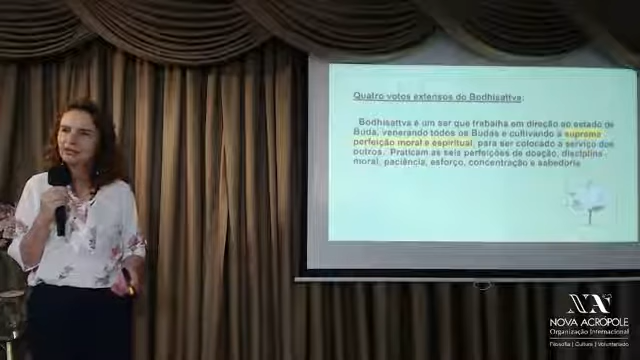 Quatro votos extensos do Bodhisattva:
Bodhisattva é um ser que trabalha em direção ao estado de
Buda, venerando todos os Budas e cultivando a suprema
perfeição moral e espiritual, para ser colocado a serviço dos
outros. Praticam as seis perfeições de doação, disciplina
moral, paciência, esforço, concentração e sabedoria
NOVA ACRÓPOLE
Organização Internacional
Filosofia | Cultura | Voluntariado